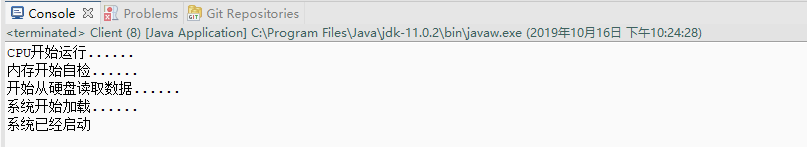 Console Problems Git Repositories
<terminated> Client (8) [Java Application] C:\Program Files\Java\jdk-11.0.2\bin\javaw.exe (2019年10月16日 下午10:24:28)
CPU开始运行......
内存开始自检......
开始从硬盘读取数据......
系统开始加载......
系统已经启动